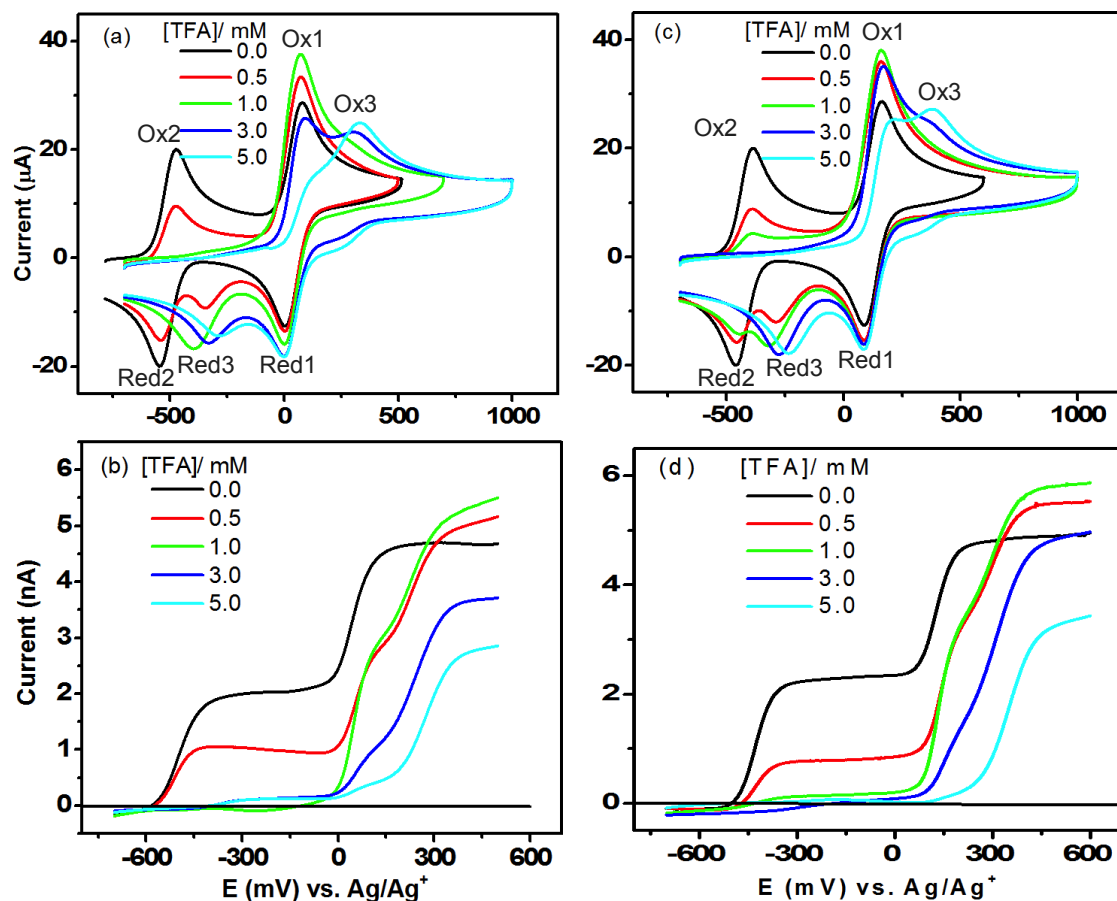 (a)
[TFA]/ mM
0.0
0.5
1.0
3.0
5.0
Ox1
Ox2
Ox3
Red2
Red3
Red1
40
20
0
-20
-500
0
500
1000
Current (µA)
(c)
[TFA]/ mM
0.0
0.5
1.0
3.0
5.0
Ox1
Ox2
Ox3
Red2
Red3
Red1
40
20
0
-20
-500
0
500
1000
(b)
[TFA]/ mM
0.0
0.5
1.0
3.0
5.0
6
5
4
3
2
1
0
-600
-300
0
300
600
Current (nA)
E (mV) vs. Ag/Ag⁺
(d)
[TFA]/ mM
0.0
0.5
1.0
3.0
5.0
6
4
2
0
-600
-300
0
300
600
E (mV) vs. Ag/Ag⁺